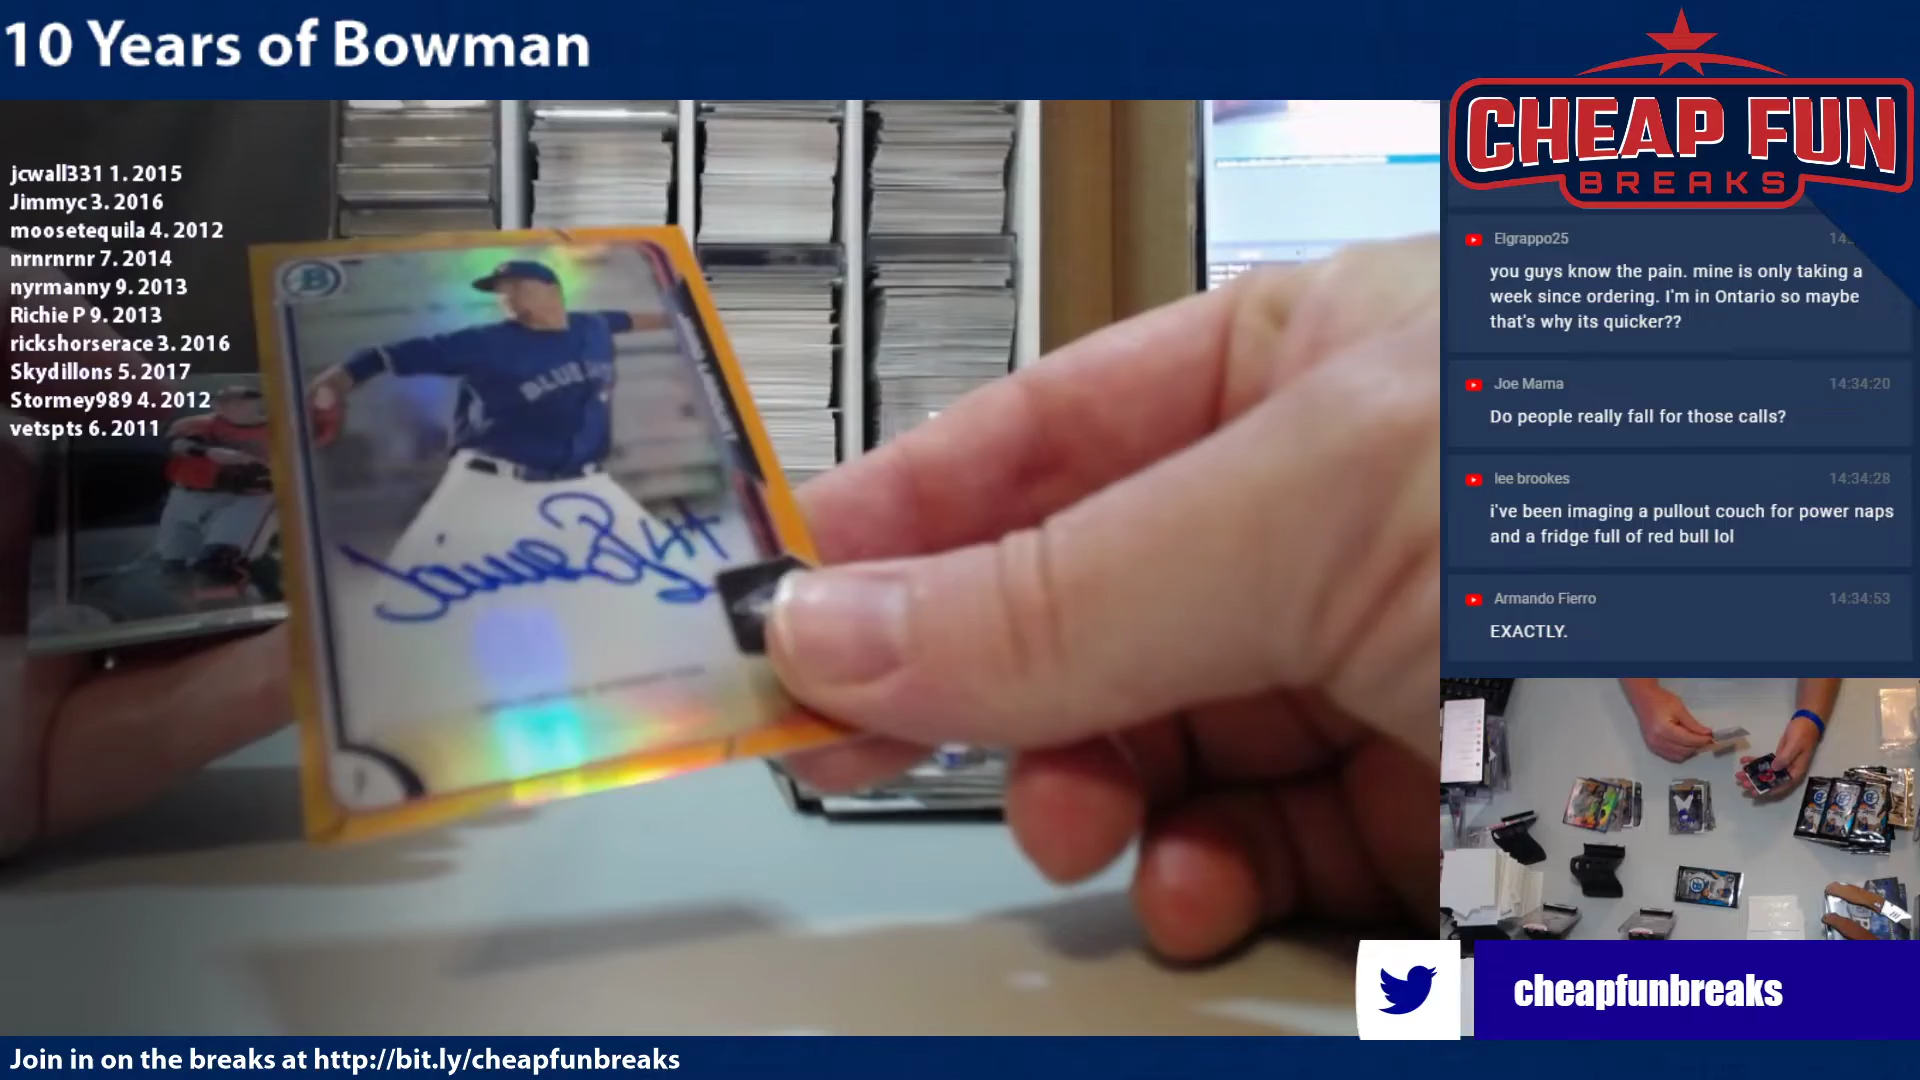 10 Years of Bowman
CHEAP FUN
BREAKS
jcwall331 1. 2015
Jimmyc 3. 2016
moosetequila 4. 2012
nrnrnrnr 7. 2014
nyrmanny 9. 2013
Richie P 9. 2013
rickshorserace 3. 2016
Skydillons 5. 2017
Stormey989 4. 2012
vetspts 6. 2011
B
BLUE
Elgrappo25
you guys know the pain. mine is only taking a
week since ordering. I'm in Ontario so maybe
that's why its quicker??
Joe Mama 14:34:20
Do people really fall for those calls?
lee brookes 14:34:28
i've been imaging a pullout couch for power naps
and a fridge full of red bull lol
Armando Fierro 14:34:53
EXACTLY.
cheapfunbreaks
Join in on the breaks at http://bit.ly/cheapfunbreaks